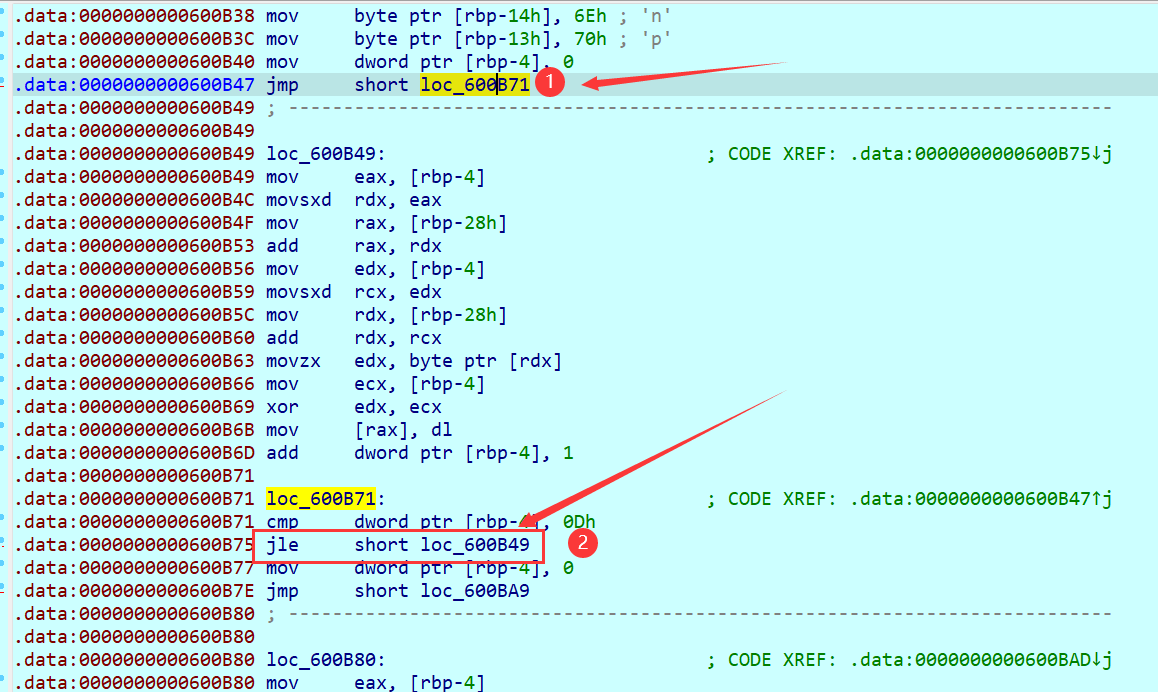 .data:0000000000600B38 mov     byte ptr [rbp-14h], 6Eh ; 'n'
.data:0000000000600B3C mov     byte ptr [rbp-13h], 70h ; 'p'
.data:0000000000600B40 mov     dword ptr [rbp-4], 0
.data:0000000000600B47 jmp     short loc_600B71 1
.data:0000000000600B49 ; ---------------------------------------------------------------------------
.data:0000000000600B49
.data:0000000000600B49 loc_600B49:                             ; CODE XREF: .data:0000000000600B75↓j
.data:0000000000600B49 mov     eax, [rbp-4]
.data:0000000000600B4C movsxd  rdx, eax
.data:0000000000600B4F mov     rax, [rbp-28h]
.data:0000000000600B53 add     rax, rdx
.data:0000000000600B56 mov     edx, [rbp-4]
.data:0000000000600B59 movsxd  rcx, edx
.data:0000000000600B5C mov     rdx, [rbp-28h]
.data:0000000000600B60 add     rdx, rcx
.data:0000000000600B63 movzx   edx, byte ptr [rdx]
.data:0000000000600B66 mov     ecx, [rbp-4]
.data:0000000000600B69 xor     edx, ecx
.data:0000000000600B6B mov     [rax], dl
.data:0000000000600B6D add     dword ptr [rbp-4], 1
.data:0000000000600B71
.data:0000000000600B71 loc_600B71:                             ; CODE XREF: .data:0000000000600B47↑j
.data:0000000000600B71 cmp     dword ptr [rbp-4], 0Dh
.data:0000000000600B75 jle     short loc_600B49 2
.data:0000000000600B77 mov     dword ptr [rbp-4], 0
.data:0000000000600B7E jmp     short loc_600BA9
.data:0000000000600B80 ; ---------------------------------------------------------------------------
.data:0000000000600B80
.data:0000000000600B80 loc_600B80:                             ; CODE XREF: .data:0000000000600BAD↓j
.data:0000000000600B80 mov     eax, [rbp-4]